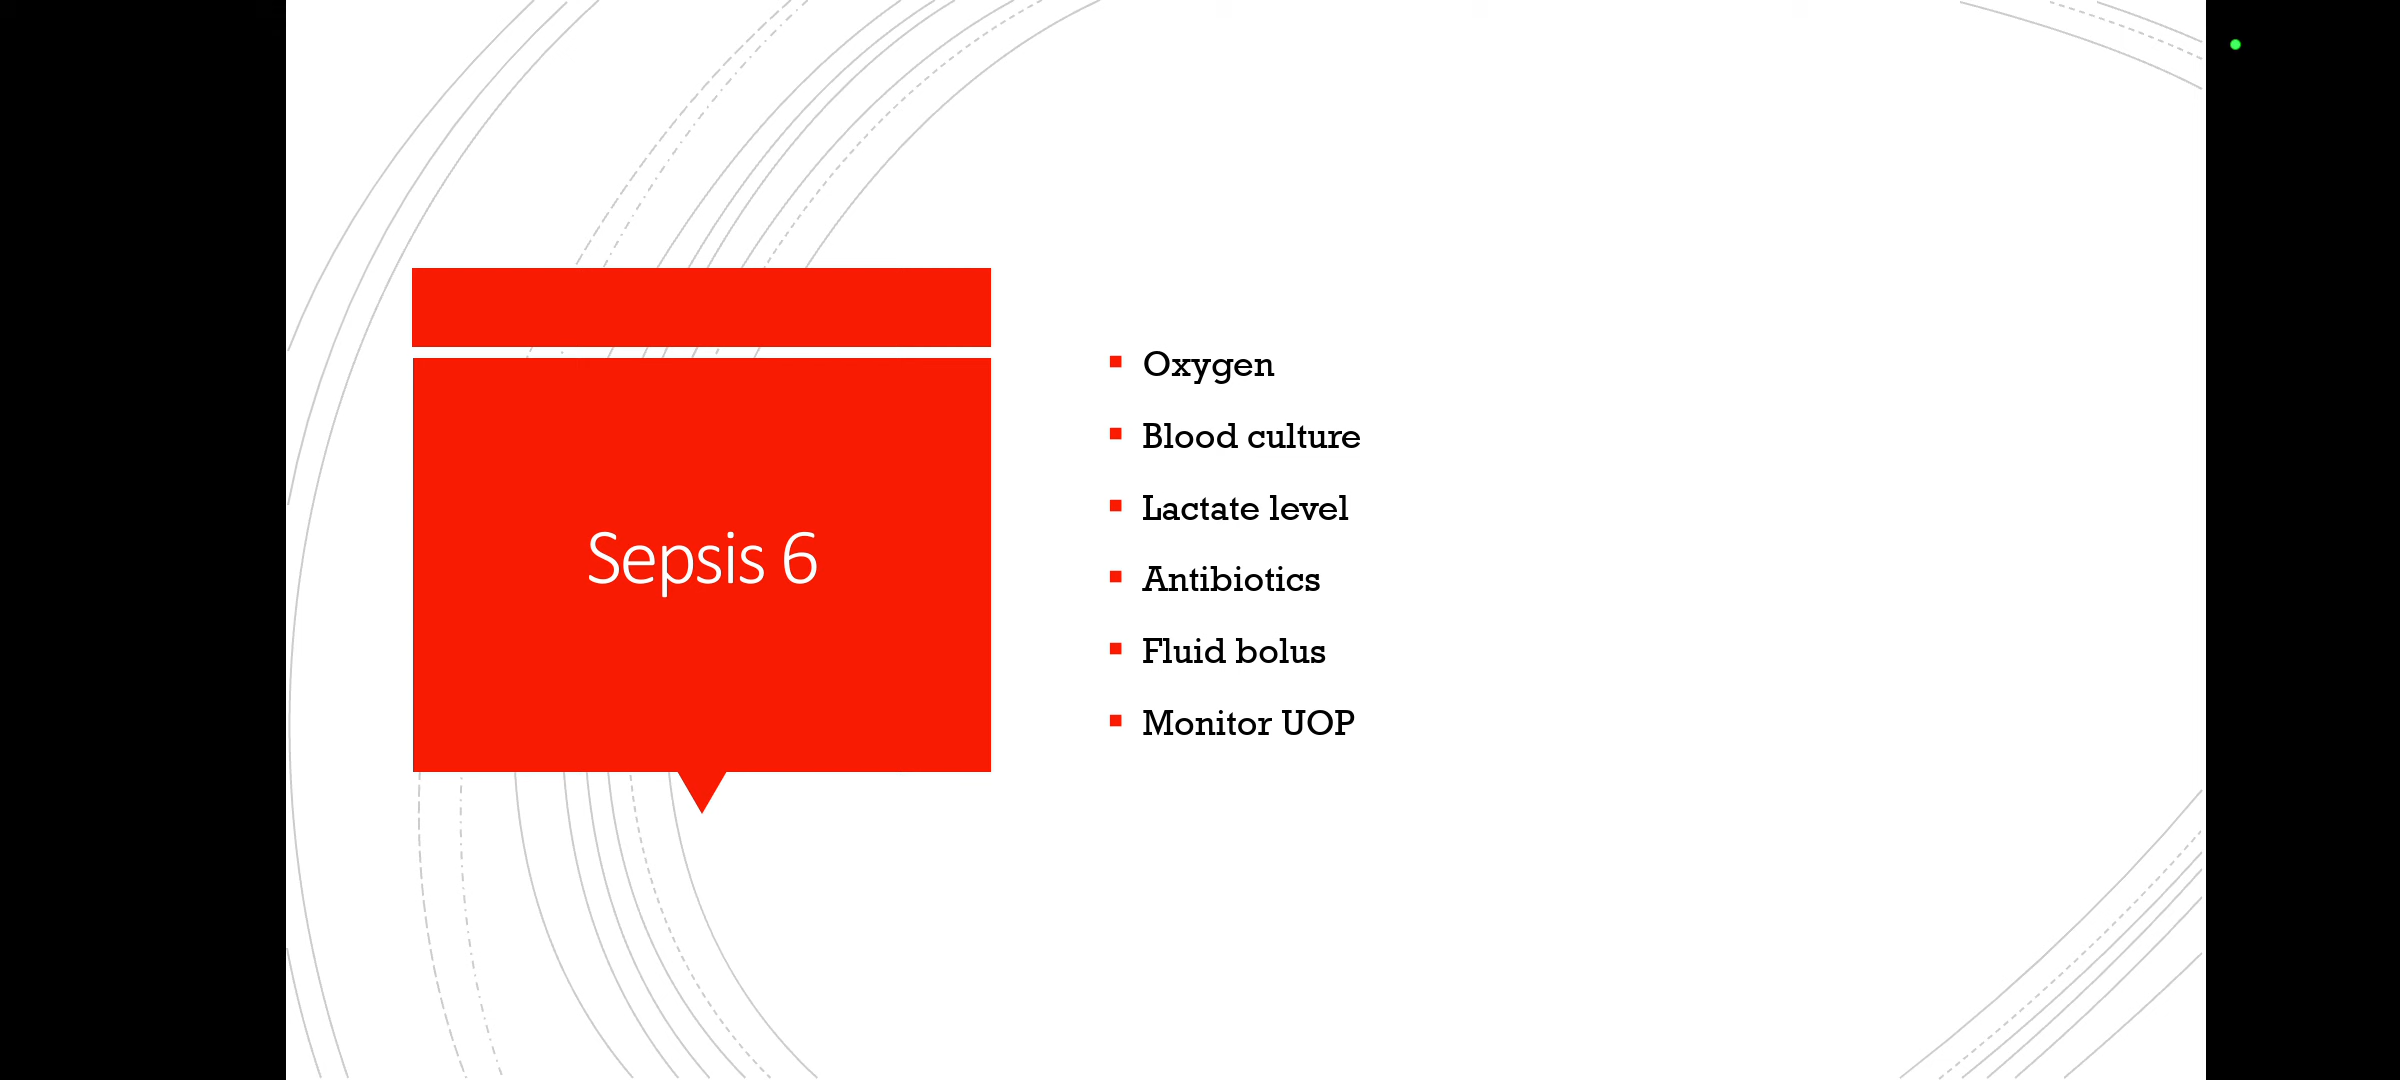 Sepsis 6
Oxygen
Blood culture
Lactate level
Antibiotics
Fluid bolus
Monitor UOP